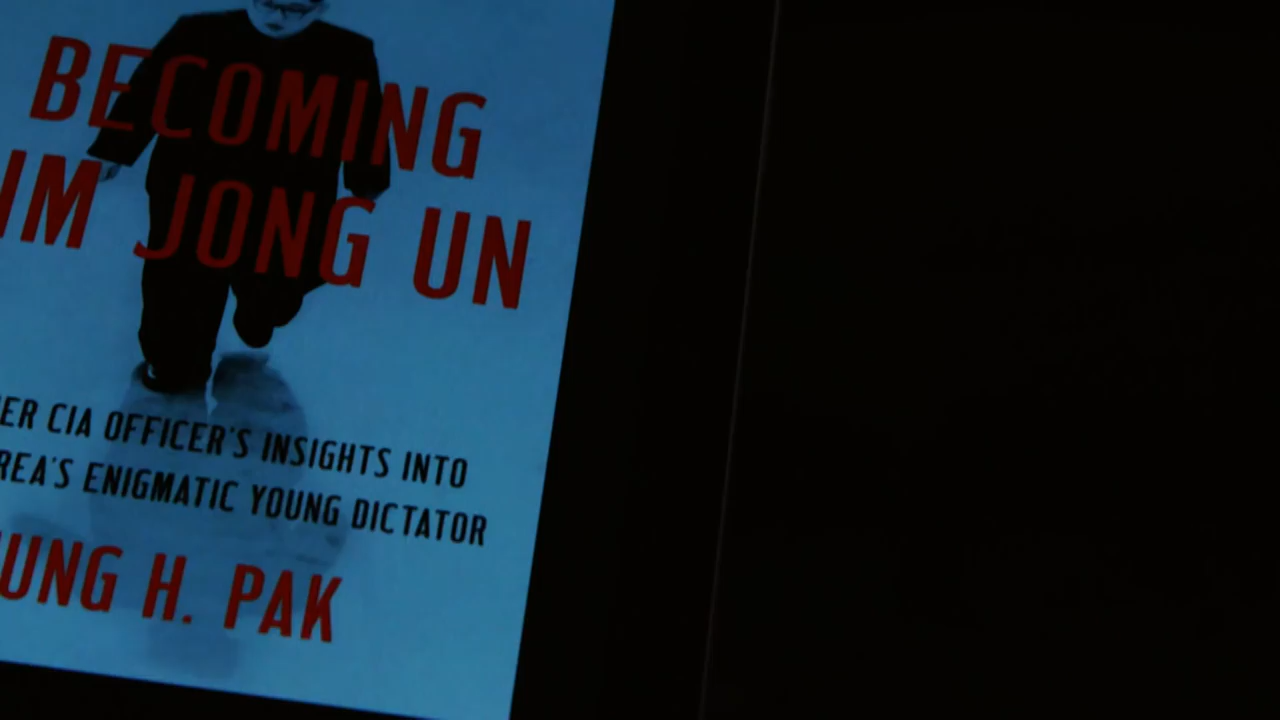 BECOMING
IM JONG UN
ER CIA OFFICER'S INSIGHTS INTO
REA'S ENIGMATIC YOUNG DICTATOR
UNG H. PAK